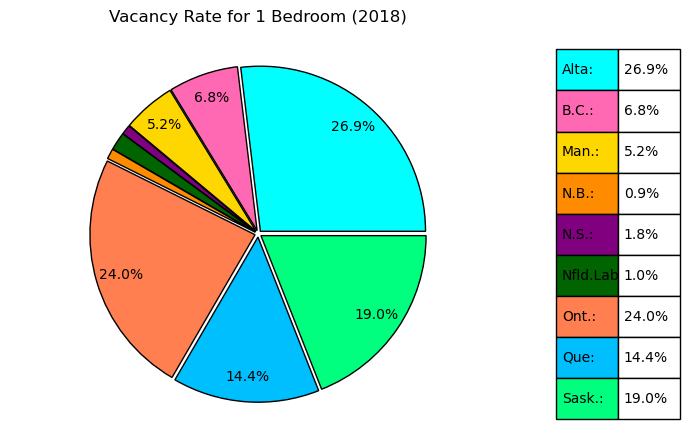 Vacancy Rate for 1 Bedroom (2018)
26.9%
6.8%
5.2%
24.0%
14.4%
19.0%
Alta: 26.9%
B.C.: 6.8%
Man.: 5.2%
N.B.: 0.9%
N.S.: 1.8%
Nfld.Lab 1.0%
Ont.: 24.0%
Que: 14.4%
Sask.: 19.0%